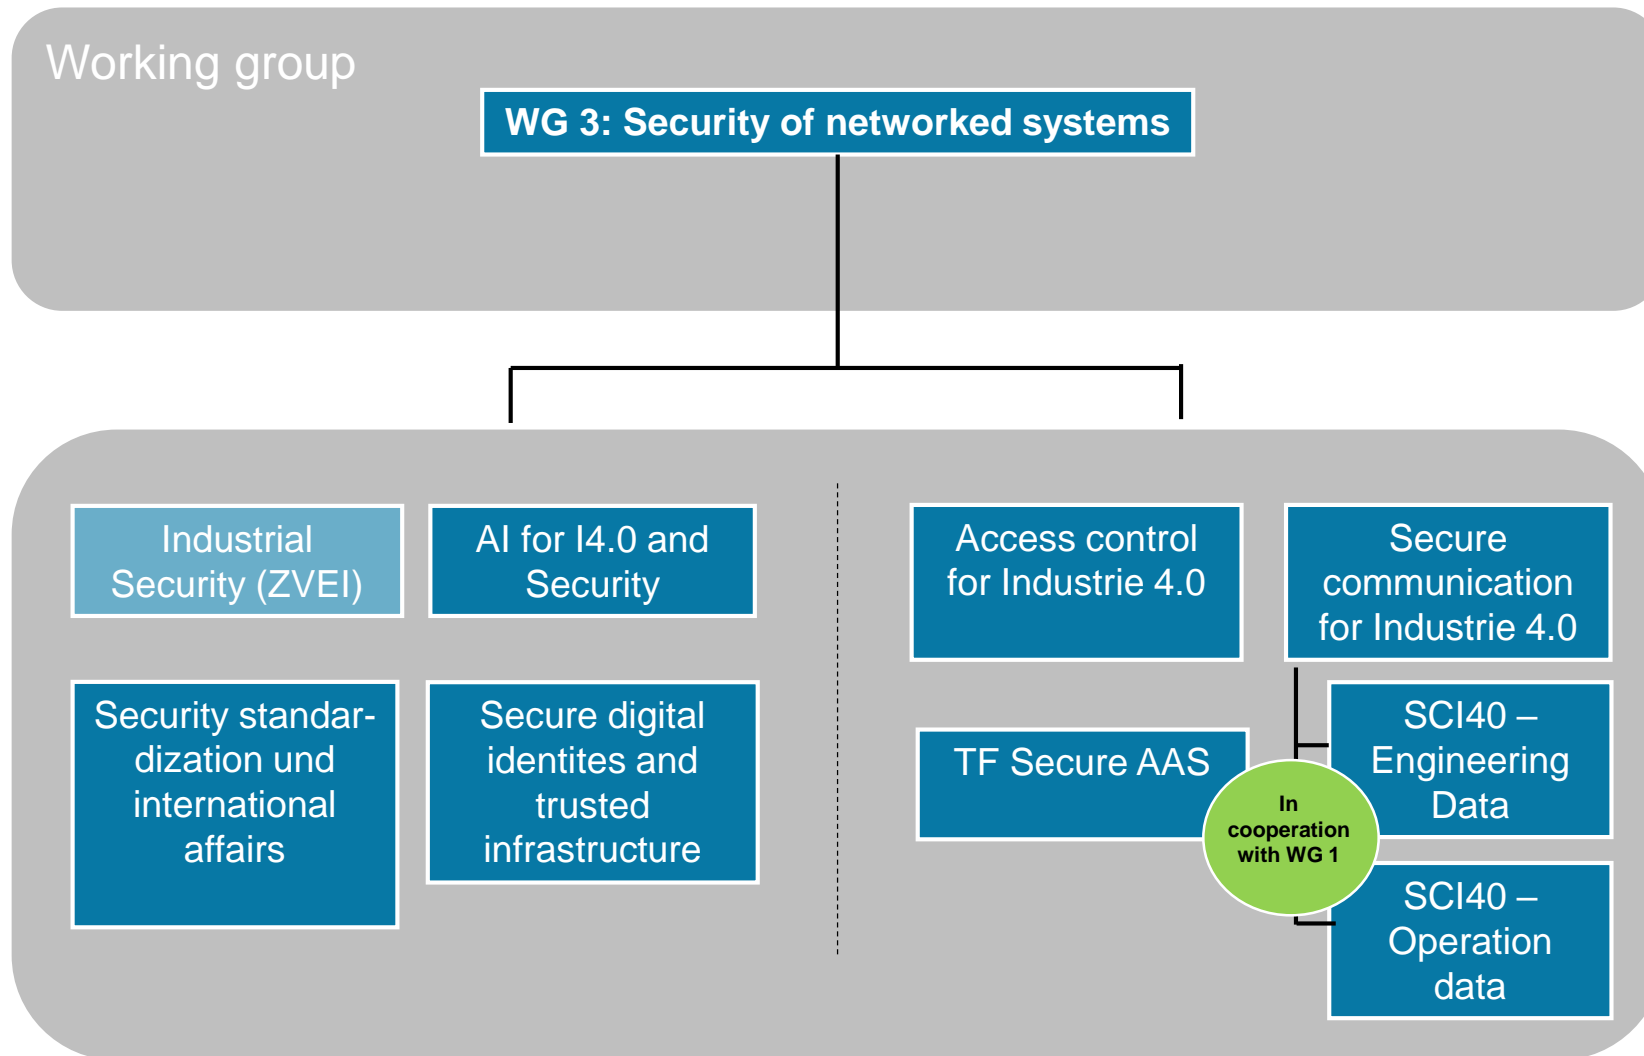 Working group
WG 3: Security of networked systems
Industrial
Security (ZVEI)
AI for I4.0 and
Security
Security standar-
dization und
international
affairs
Secure digital
identites and
trusted
infrastructure
Access control
for Industrie 4.0
Secure
communication
for Industrie 4.0
TF Secure AAS
In
cooperation
with WG 1
SCI40 –
Engineering
Data
SCI40 –
Operation
data